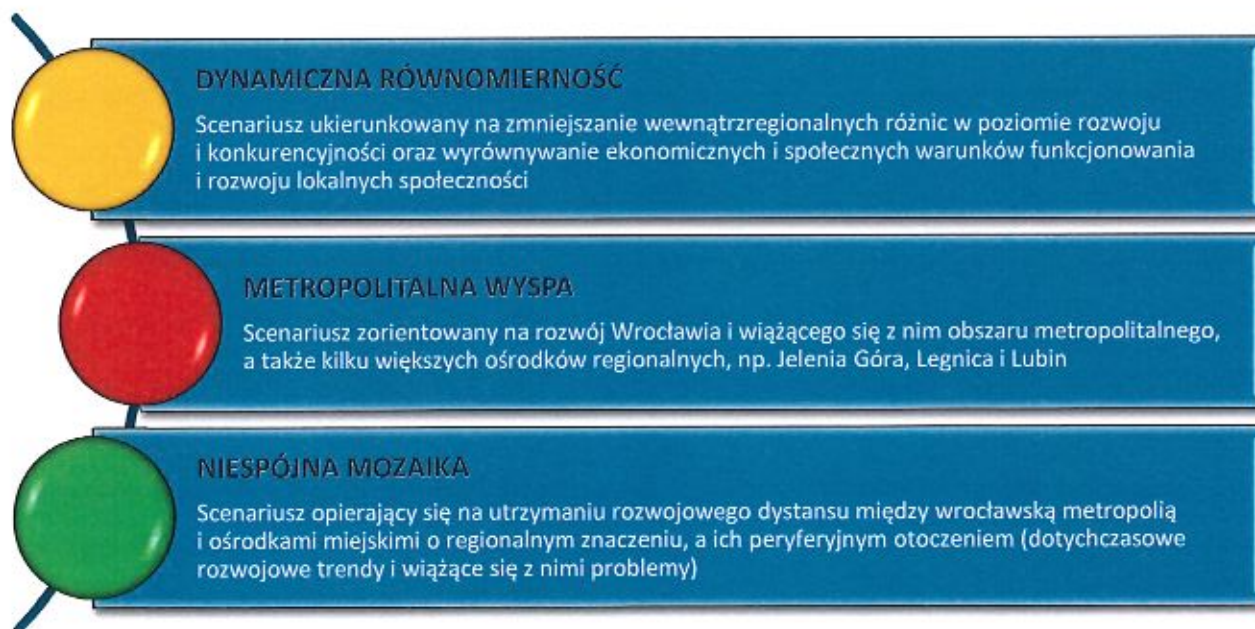 DYNAMICZNA RÓWNOMIERNOŚĆ
Scenariusz ukierunkowany na zmniejszanie wewnątrzregionalnych różnic w poziomie rozwoju
i konkurencyjności oraz wyrównywanie ekonomicznych i społecznych warunków funkcjonowania
i rozwoju lokalnych społeczności
METROPOLITALNA WYSPA
Scenariusz zorientowany na rozwój Wrocławia i wiążącego się z nim obszaru metropolitalnego,
a także kilku większych ośrodków regionalnych, np. Jelenia Góra, Legnica i Lubin
NIESPÓJNA MOZAIKA
Scenariusz opierający się na utrzymaniu rozwojowego dystansu między wrocławską metropolią
i ośrodkami miejskimi o regionalnym znaczeniu, a ich peryferyjnym otoczeniem (dotychczasowe
rozwojowe trendy i wiążące się z nimi problemy)